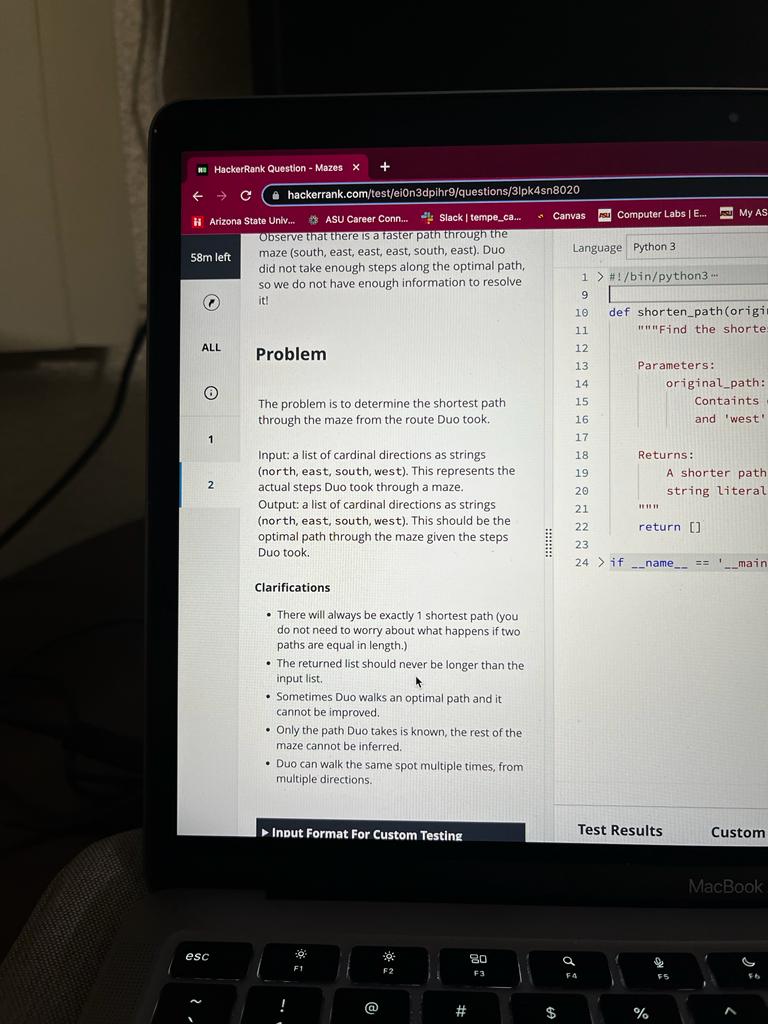 HackerRank Question - Mazes
hackerrank.com/test/ei0n3dpihr9/questions/3lpk4sn8020
Arizona State Univ... ASU Career Conn... Slack | tempe_ca... Canvas ASU Computer Labs | E... ASU My AS
58m left
ALL
1
2
Observe that there is a faster path through the
maze (south, east, east, east, south, east). Duo
did not take enough steps along the optimal path,
so we do not have enough information to resolve
it!
Problem
The problem is to determine the shortest path
through the maze from the route Duo took.
Input: a list of cardinal directions as strings
(north, east, south, west). This represents the
actual steps Duo took through a maze.
Output: a list of cardinal directions as strings
(north, east, south, west). This should be the
optimal path through the maze given the steps
Duo took.
Clarifications
• There will always be exactly 1 shortest path (you
do not need to worry about what happens if two
paths are equal in length.)
• The returned list should never be longer than the
input list.
• Sometimes Duo walks an optimal path and it
cannot be improved.
• Only the path Duo takes is known, the rest of the
maze cannot be inferred.
• Duo can walk the same spot multiple times, from
multiple directions.
Input Format For Custom Testing
Language Python 3
1 > #!/bin/python3 ...
9
10 def shorten_path(origi
11 """Find the shorte
12
13 Parameters:
14 original_path:
15 Containts
16 and 'west'
17
18 Returns:
19 A shorter path
20 string literal
21 """
22 return []
23
24 > if __name__ == '__main
Test Results Custom
MacBook
esc F1 F2 F3 F4 F5 F6
~ ! @ # $ % ^